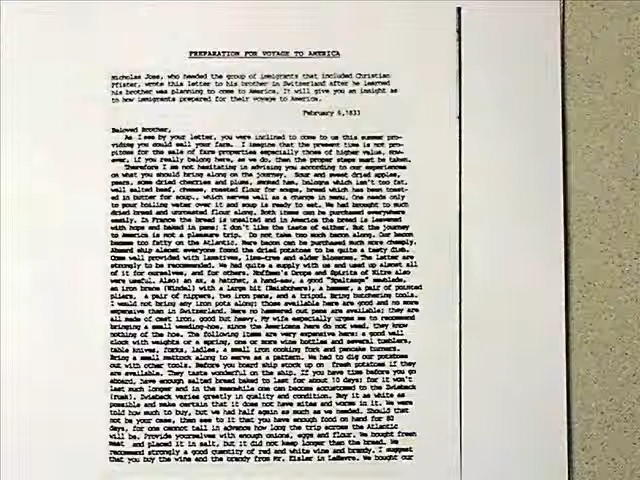 PREPARATION FOR VOYAGE TO AMERICA
Nicholas Joss, who headed the group of immigrants that included Christian
Pfister, wrote this letter to his brother in Switzerland after he learned
his brother was planning to come to America. It will give you an insight as
to how immigrants prepared for their voyage to America.
February 6, 1833
Beloved Brother,
As I see by your letter, you were inclined to come to us this summer pro-
viding you could sell your farm. I imagine that the present time is not pro-
pitous for the sale of farm properties especially those of higher value. How-
ever, if you really belong here, as we do, then the proper steps must be taken.
Therefore I am not hesitating in advising you according to our experiences
on what you should bring along on the journey. Sour and sweet dried apples,
pears, some dried cherries and plums, smoked ham, bologna which isn't too fat,
well salted beef, cheese, roasted flour for soups, bread which has been toast-
ed in butter for soup., which serves well as a change in menu. One needs only
to pour boiling water over it and soup is ready to eat. We had brought to such
dried bread and unroasted flour along. Both items can be purchased everywhere
easily. In France the bread is unsalted and in America the bread is leavened
with hops and baked in pans; I don't like the taste of either. But the journey
to America is not a pleasure trip. Do not take too much bacon along. Our bacon
became too fatty on the Atlantic. Mere bacon can be purchased much more cheaply.
Aboard ship almost everyone found the dried potatoes to be quite a tasty dish.
Come well provided with laxatives, lime-tree and elder blossoms. The latter are
strongly to be recommended. We had quite a supply with us and used up almost all
of it for ourselves, and for others. Hoffman's Drops and Spirits of Nitre also
were useful. Also: an ax, a hatchet, a hand-saw, a good "Spaltsage" sawblade,
an iron brace (Windel) with a large bit, a hammer, a pair of pointed
pliers, a pair of nippers, two iron pans, and a tripod. Bring butchering tools.
I would not bring any iron pots along; those available here are good and no more
expensive than in Switzerland. Here no hammered out pans are available; they are
all made of cast iron, good but heavy. My wife especially urges me to recommend
bringing a small weeding-hoe, since the Americans here do not weed, they know
nothing of the hoe. The following items are very expensive here: a good wall
clock with weights or a spring, one or more wine bottles and several tumblers,
table knives, forks, ladles, a small iron cooking fork and pancake turners.
Bring a small mattock along to serve as a pattern. We had to dig our potatoes
out with other tools. Before you board ship stock up on fresh potatoes if they
are available. They taste wonderful on the ship. If you have time before you go
aboard, have enough salted bread baked to last for about 10 days; for it won't
last much longer and in the meanwhile one can become accustomed to the Zwieback
(rusk). Zwieback varies greatly in quality and condition. Buy it as white as
possible and make certain that it does not have mites and worms in it. We were
told how much to buy, but we had half again as much as we needed. Should that
not be your case, then see to it that you have enough food on hand for 80
days, for one cannot tell in advance how long the trip across the Atlantic
will be. Provide yourselves with enough onions, eggs and flour. We bought fresh
meat and placed it in salt, but it did not keep longer than the bread. We
recommend strongly a good quantity of red and white wine and brandy. I suggest
that you buy the wine and the brandy from Mr. Eisler in LeHavre. We bought our